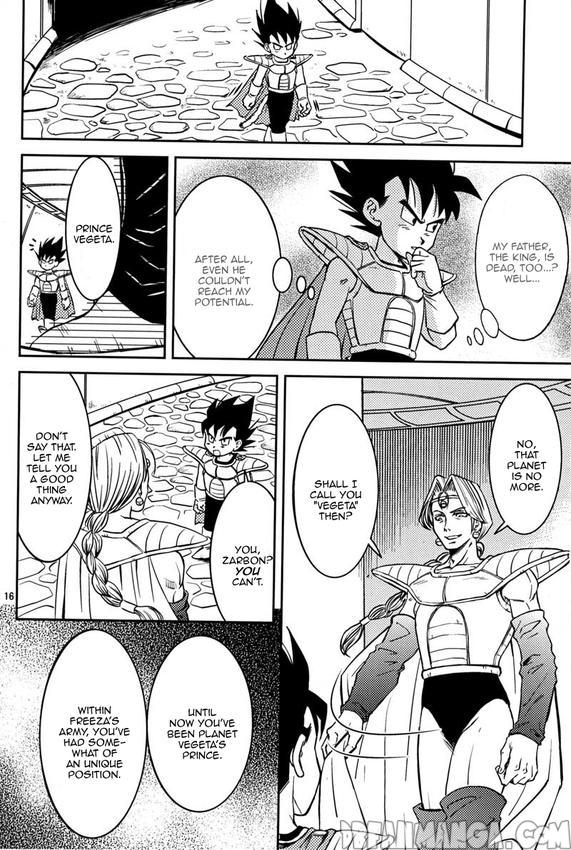 MY FATHER,
THE KING, IS
DEAD, TOO...?
WELL...
AFTER ALL,
EVEN HE
COULDN'T
REACH MY
POTENTIAL.
PRINCE
VEGETA.
NO,
THAT
PLANET
IS NO
MORE.
SHALL I
CALL YOU
"VEGETA"
THEN?
YOU,
ZARBON?
YOU
CAN'T.
DON'T
SAY THAT.
LET ME
TELL YOU
A GOOD
THING
ANYWAY.
UNTIL
NOW YOU'VE
BEEN PLANET
VEGETA'S
PRINCE.
WITHIN
FREEZA'S
ARMY, YOU'VE
HAD SOME-
WHAT OF
AN UNIQUE
POSITION.
16
DBZENMANGA.COM